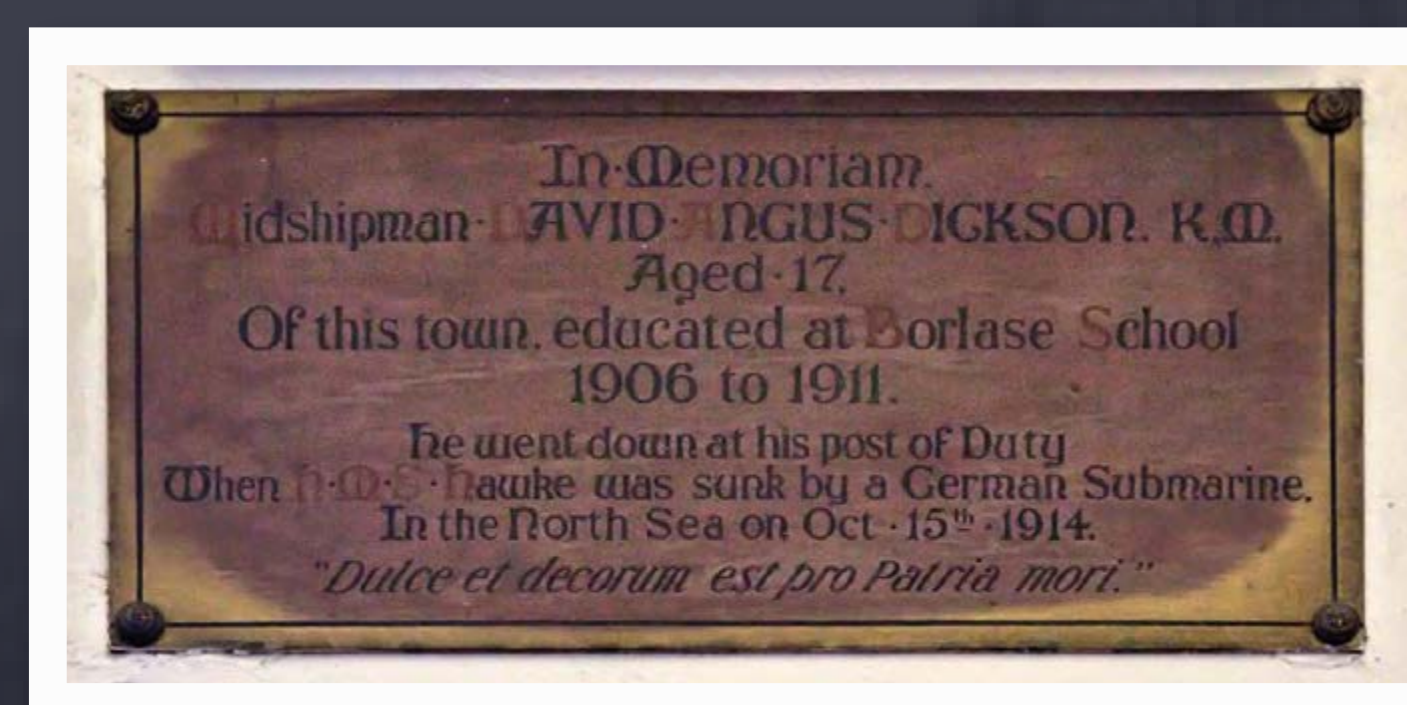 In·Memoriam.
Midshipman·DAVID·ANGUS·DICKSON. R.N.
Aged·17.
Of this town. educated at Borlase School
1906 to 1911.
He went down at his post of Duty
When H·M·S·Hawke was sunk by a German Submarine.
In the North Sea on Oct·15th·1914.
"Dulce et decorum est pro Patria mori."